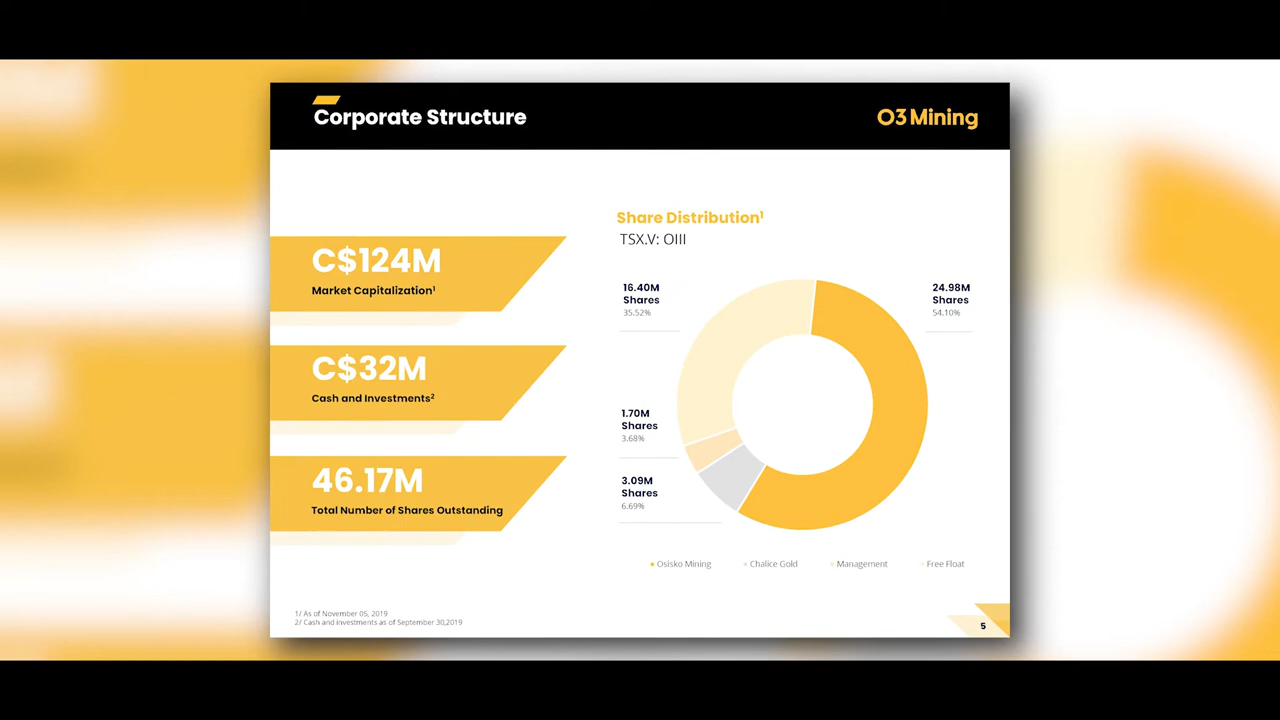 Corporate Structure
O3 Mining
C$124M
Market Capitalization¹
C$32M
Cash and Investments²
46.17M
Total Number of Shares Outstanding
Share Distribution¹
TSX.V: OIII
16.40M
Shares
35.52%
24.98M
Shares
54.10%
1.70M
Shares
3.68%
3.09M
Shares
6.69%
Osisko Mining
Chalice Gold
Management
Free Float
1/ As of November 05, 2019
2/ Cash and investments as of September 30,2019
5